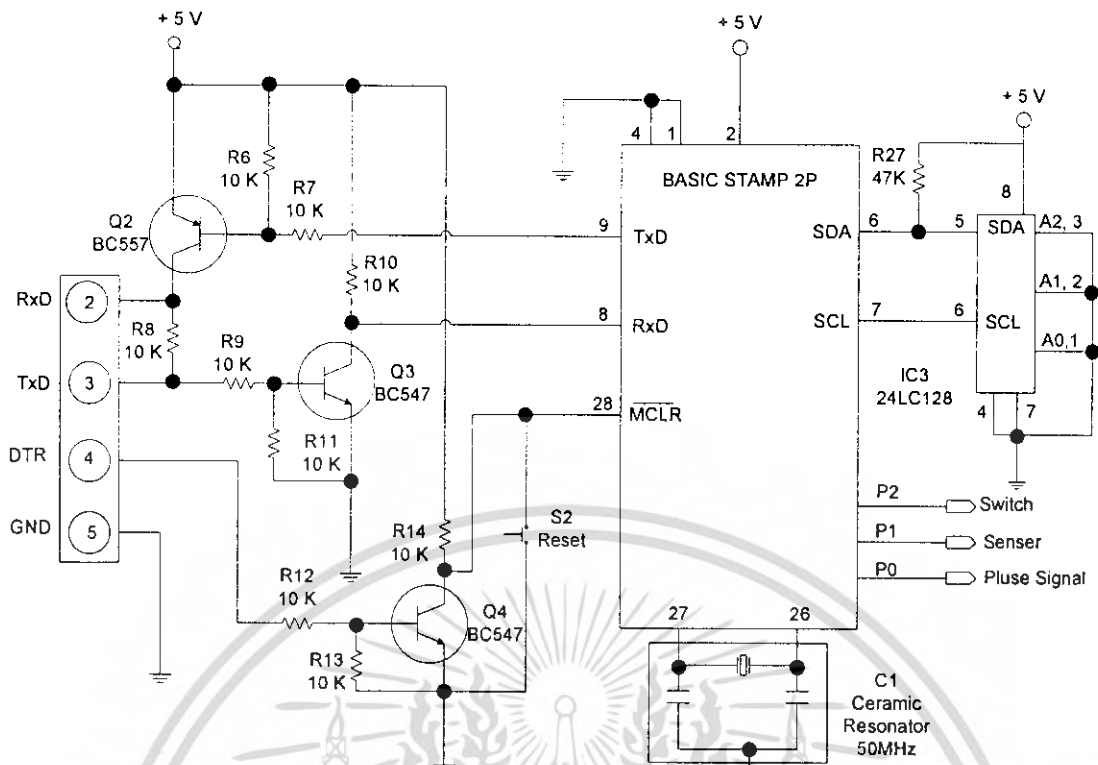 + 5 V
+ 5 V
+ 5 V
4
1
2
R6
10 K
R7
10 K
Q2
BC557
BASIC STAMP 2P
R27
47K
8
9
TxD
SDA
6
5
SDA
A2, 3
R10
10 K
A1, 2
RxD
2
R8
10 K
8
RxD
SCL
7
6
SCL
A0,1
R9
10 K
TxD
3
Q3
BC547
IC3
24LC128
28
MCLR
4
7
DTR
4
R11
10 K
P2
Switch
S2
Reset
P1
Senser
GND
5
R14
10 K
P0
Pluse Signal
R12
10 K
Q4
BC547
27
26
R13
10 K
C1
Ceramic
Resonator
50MHz